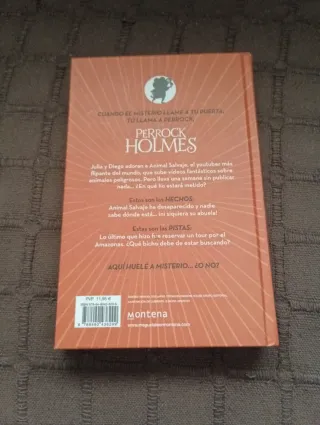 CUANDO EL MISTERIO LLAME A TU PUERTA,
TÚ LLAMA A PERROCK
PERROCK
HOLMES
Julia y Diego adoran a Animal Salvaje, el youtuber más
flipante del mundo, que sube vídeos fantásticos sobre
animales peligrosos. Pero lleva una semana sin publicar
nada... ¿En qué lío estará metido?
Estos son los HECHOS:
Animal Salvaje ha desaparecido y nadie
sabe dónde está... ¡ni siquiera su abuela!
Estas son las PISTAS:
Lo último que hizo fue reservar un tour por el
Amazonas. ¿Qué bicho debe de estar buscando?
¡AQUÍ HUELE A MISTERIO... ¿O NO?
PVP
montena